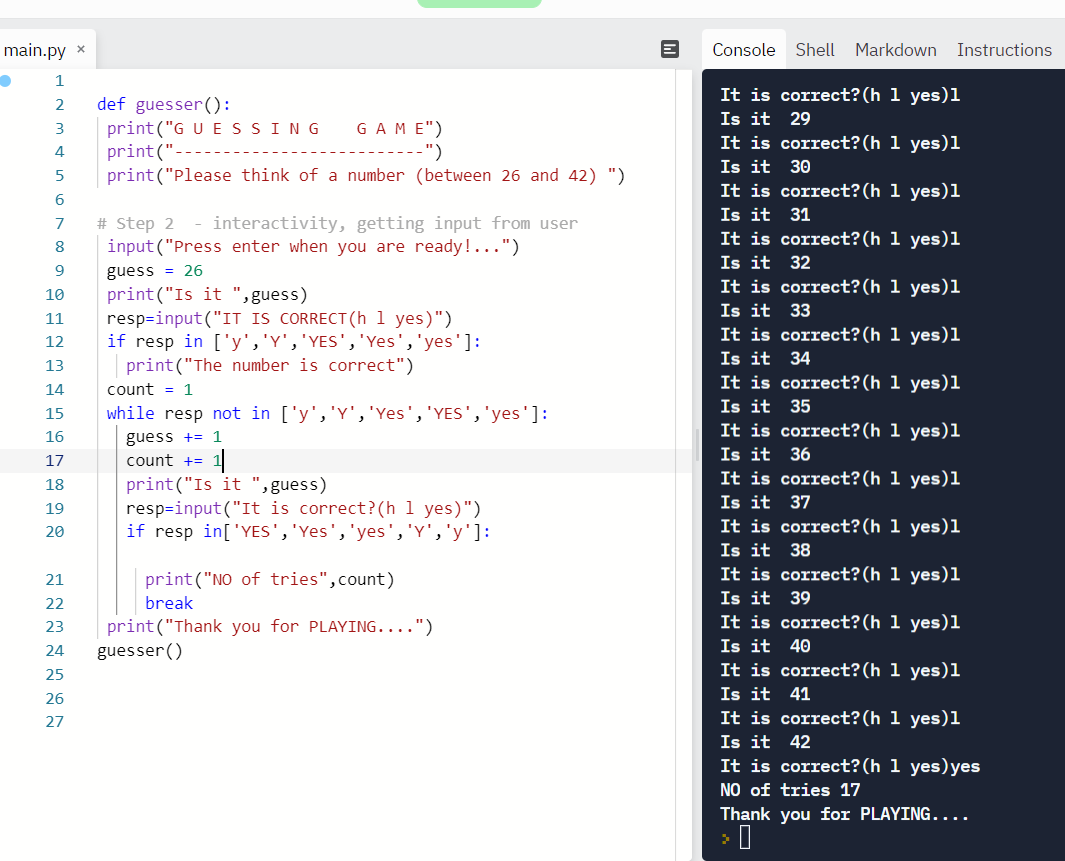 main.py ×
Console Shell Markdown Instructions
1
2 def guesser():
3 print("G U E S S I N G    G A M E")
4 print("--------------------------")
5 print("Please think of a number (between 26 and 42) ")
6
7 # Step 2  - interactivity, getting input from user
8 input("Press enter when you are ready!...")
9 guess = 26
10 print("Is it ",guess)
11 resp=input("IT IS CORRECT(h l yes)")
12 if resp in ['y','Y','YES','Yes','yes']:
13 print("The number is correct")
14 count = 1
15 while resp not in ['y','Y','Yes','YES','yes']:
16 guess += 1
17 count += 1
18 print("Is it ",guess)
19 resp=input("It is correct?(h l yes)")
20 if resp in['YES','Yes','yes','Y','y']:
21 print("NO of tries",count)
22 break
23 print("Thank you for PLAYING....")
24 guesser()
25
26
27
It is correct?(h l yes)l
Is it  29
It is correct?(h l yes)l
Is it  30
It is correct?(h l yes)l
Is it  31
It is correct?(h l yes)l
Is it  32
It is correct?(h l yes)l
Is it  33
It is correct?(h l yes)l
Is it  34
It is correct?(h l yes)l
Is it  35
It is correct?(h l yes)l
Is it  36
It is correct?(h l yes)l
Is it  37
It is correct?(h l yes)l
Is it  38
It is correct?(h l yes)l
Is it  39
It is correct?(h l yes)l
Is it  40
It is correct?(h l yes)l
Is it  41
It is correct?(h l yes)l
Is it  42
It is correct?(h l yes)yes
NO of tries 17
Thank you for PLAYING....
>